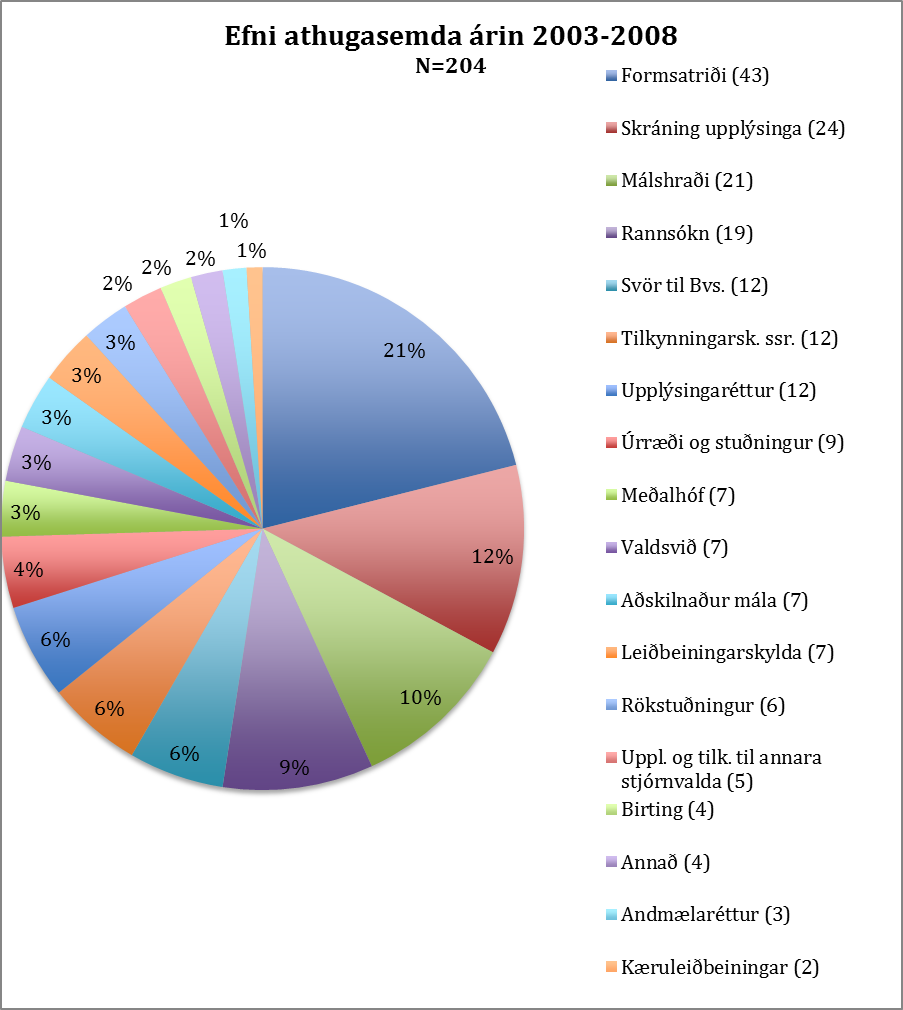 Efni athugasemda árin 2003-2008
N=204
Formsatriði (43)
Skráning upplýsinga (24)
Málshraði (21)
Rannsókn (19)
Svör til Bvs. (12)
Tilkynningarsk. ssr. (12)
Upplýsingaréttur (12)
Úrræði og stuðningur (9)
Meðalhóf (7)
Valdsvið (7)
Aðskilnaður mála (7)
Leiðbeiningarskylda (7)
Rökstuðningur (6)
Uppl. og tilk. til annara
stjórnvalda (5)
Birting (4)
Annað (4)
Andmælaréttur (3)
Kæruleiðbeiningar (2)
21%
12%
10%
9%
6%
6%
6%
4%
3%
3%
3%
3%
3%
2%
2%
2%
1%
1%